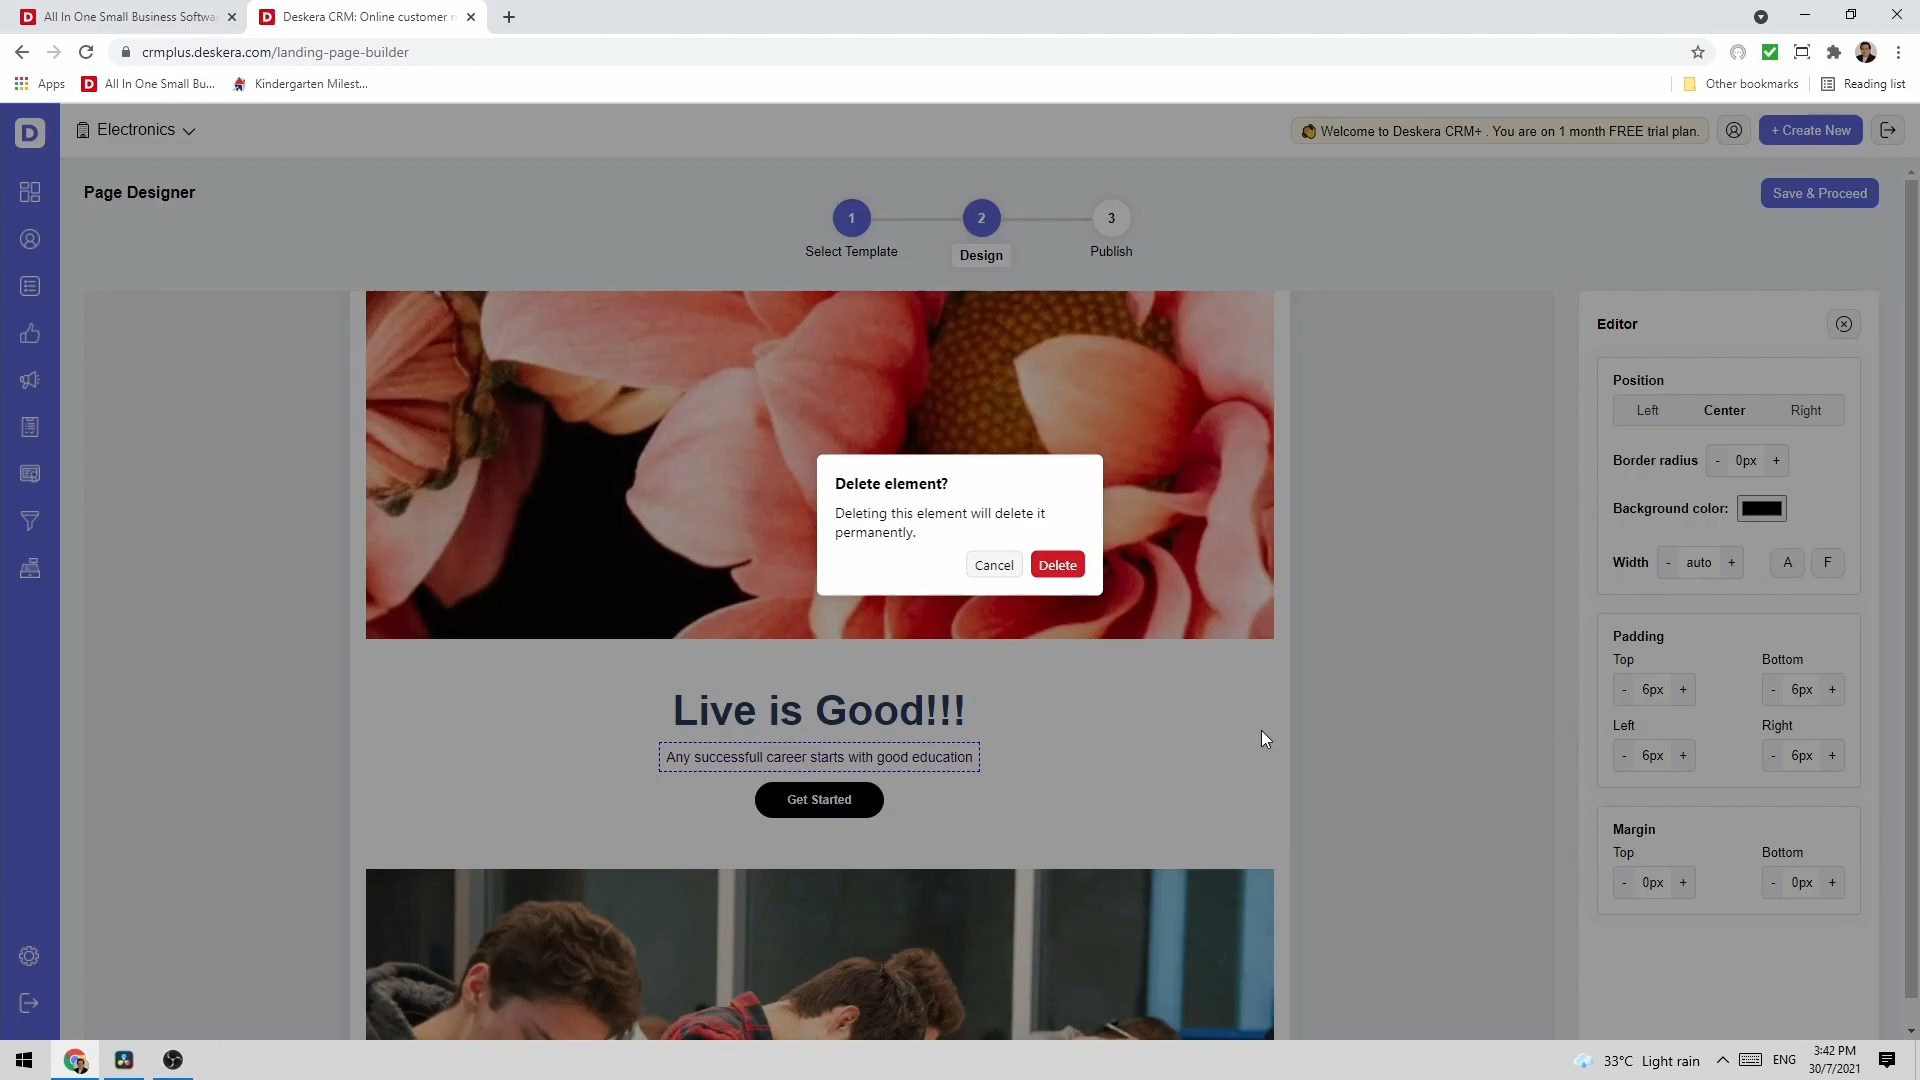 All In One Small Business Softwa
Deskera CRM: Online customer r
crmplus.deskera.com/landing-page-builder
Apps
All In One Small Bu...
Kindergarten Milest...
Other bookmarks
Reading list
D
Electronics
Welcome to Deskera CRM+ . You are on 1 month FREE trial plan.
+ Create New
Page Designer
Save & Proceed
1
2
3
Select Template
Design
Publish
Editor
Position
Left
Center
Right
Border radius
- 0px +
Background color:
Width
- auto +
A
F
Delete element?
Deleting this element will delete it
permanently.
Cancel
Delete
Padding
Top
Bottom
- 6px +
- 6px +
Left
Right
- 6px +
- 6px +
Live is Good!!!
Any successfull career starts with good education
Get Started
Margin
Top
Bottom
- 0px +
- 0px +
33°C Light rain
ENG
3:42 PM
30/7/2021